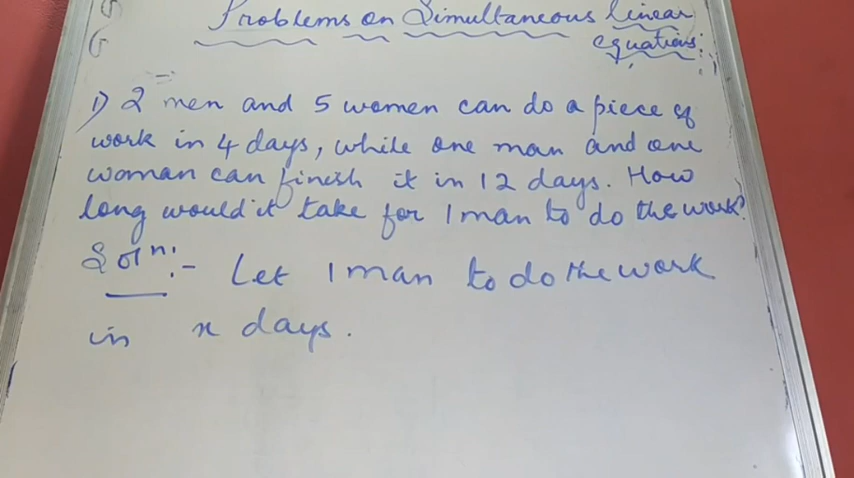 Problems on Simultaneous linear
equations:
1) 2 men and 5 women can do a piece of
work in 4 days, while one man and one
woman can finish it in 12 days. How
long would it take for 1 man to do the work?
Soln:- Let 1 man to do the work
in x days.